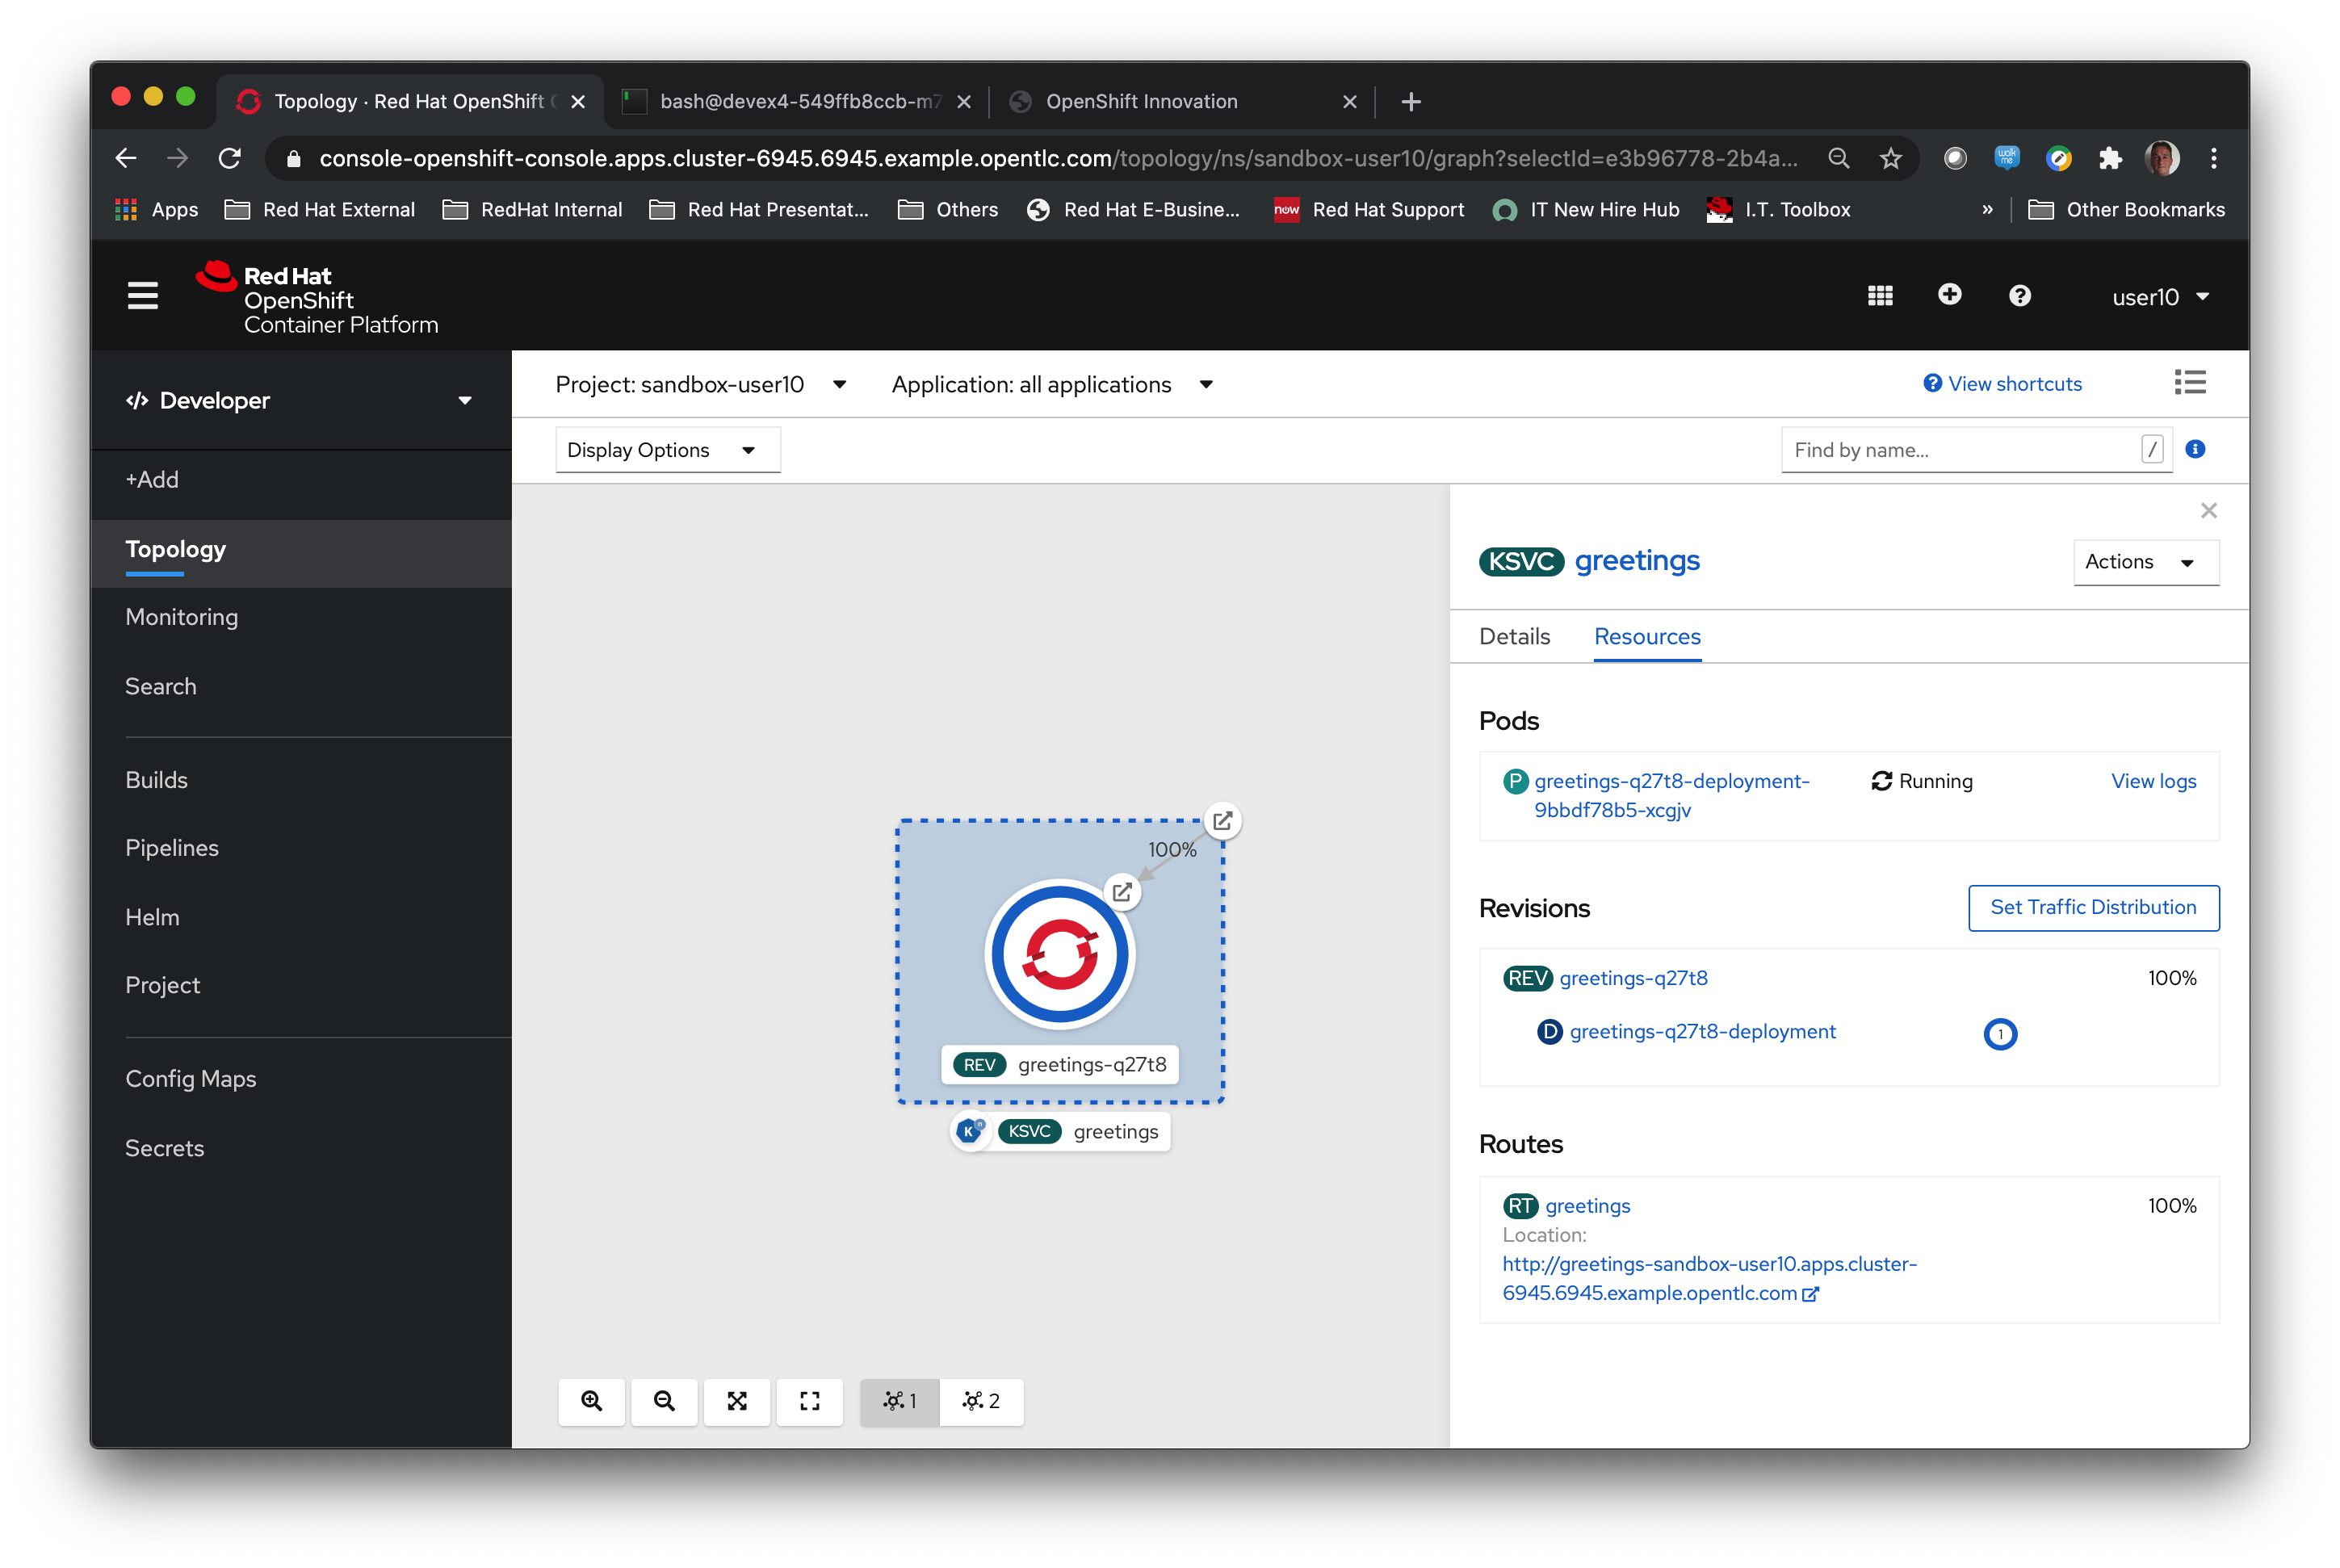 Topology · Red Hat OpenShift
bash@devex4-549ffb8ccb-m7
OpenShift Innovation
console-openshift-console.apps.cluster-6945.6945.example.opentlc.com/topology/ns/sandbox-user10/graph?selectId=e3b96778-2b4a...
walk me
Apps
Red Hat External
RedHat Internal
Red Hat Presentat...
Others
Red Hat E-Busine...
now
Red Hat Support
IT New Hire Hub
I.T. Toolbox
»
Other Bookmarks
Red Hat
OpenShift
Container Platform
user10
</> Developer
Project: sandbox-user10
Application: all applications
View shortcuts
Display Options
Find by name...
/
+Add
Topology
Monitoring
Search
Builds
Pipelines
Helm
Project
Config Maps
Secrets
100%
REV greetings-q27t8
K n KSVC greetings
1
2
KSVC greetings
Actions
Details
Resources
Pods
P greetings-q27t8-deployment-
9bbdf78b5-xcgjv
Running
View logs
Revisions
Set Traffic Distribution
REV greetings-q27t8
100%
D greetings-q27t8-deployment
1
Routes
RT greetings
100%
Location:
http://greetings-sandbox-user10.apps.cluster-
6945.6945.example.opentlc.com